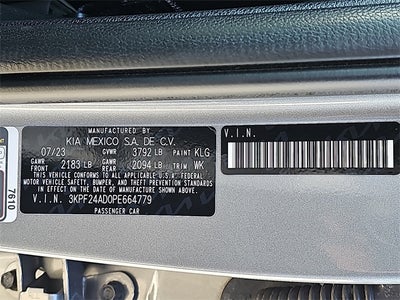 MANUFACTURED BY
KIA MEXICO S.A. DE C.V.
07/23 GVWR 3792 LB PAINT KLG
GAWR FRONT 2183 LB GAWR REAR 2094 LB TRIM WK
THIS VEHICLE CONFORMS TO ALL APPLICABLE U.S. FEDERAL
MOTOR VEHICLE SAFETY, BUMPER, AND THEFT PREVENTION STANDARDS
IN EFFECT ON THE DATE OF MANUFACTURE SHOWN ABOVE.
V.I.N. 3KPF24AD0PE664779
PASSENGER CAR
V.I.N.
7610